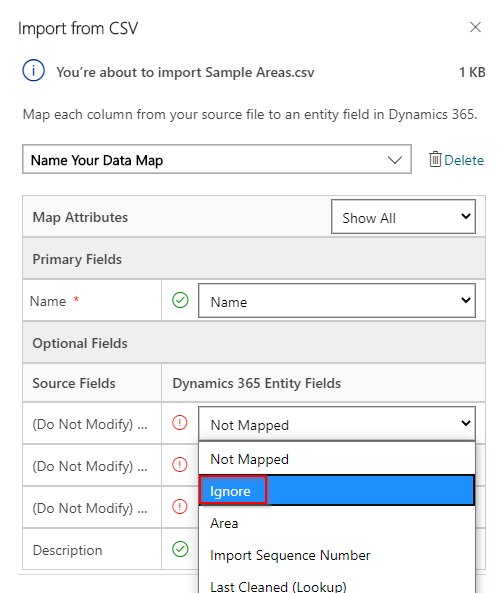 Import from CSV
You're about to import Sample Areas.csv 1 KB
Map each column from your source file to an entity field in Dynamics 365.
Name Your Data Map Delete
Map Attributes Show All
Primary Fields
Name * Name
Optional Fields
Source Fields Dynamics 365 Entity Fields
(Do Not Modify) ... Not Mapped
(Do Not Modify) ... Not Mapped
Ignore
(Do Not Modify) ... Area
Description Import Sequence Number
Last Cleaned (Lookup)